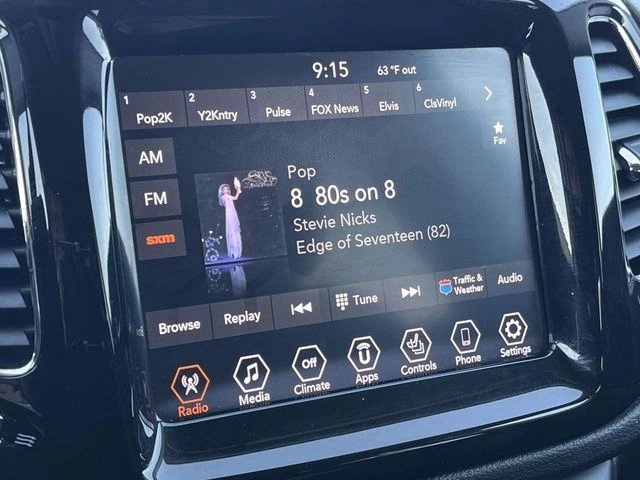 9:15 63 °F out
1 Pop2K 2 Y2Kntry 3 Pulse 4 FOX News 5 Elvis 6 ClsVinyl
Fav
AM
FM
sxm
Pop
8 80s on 8
Stevie Nicks
Edge of Seventeen (82)
Browse Replay Tune Traffic & Weather Audio
Radio Media Off Climate Apps Controls Phone Settings